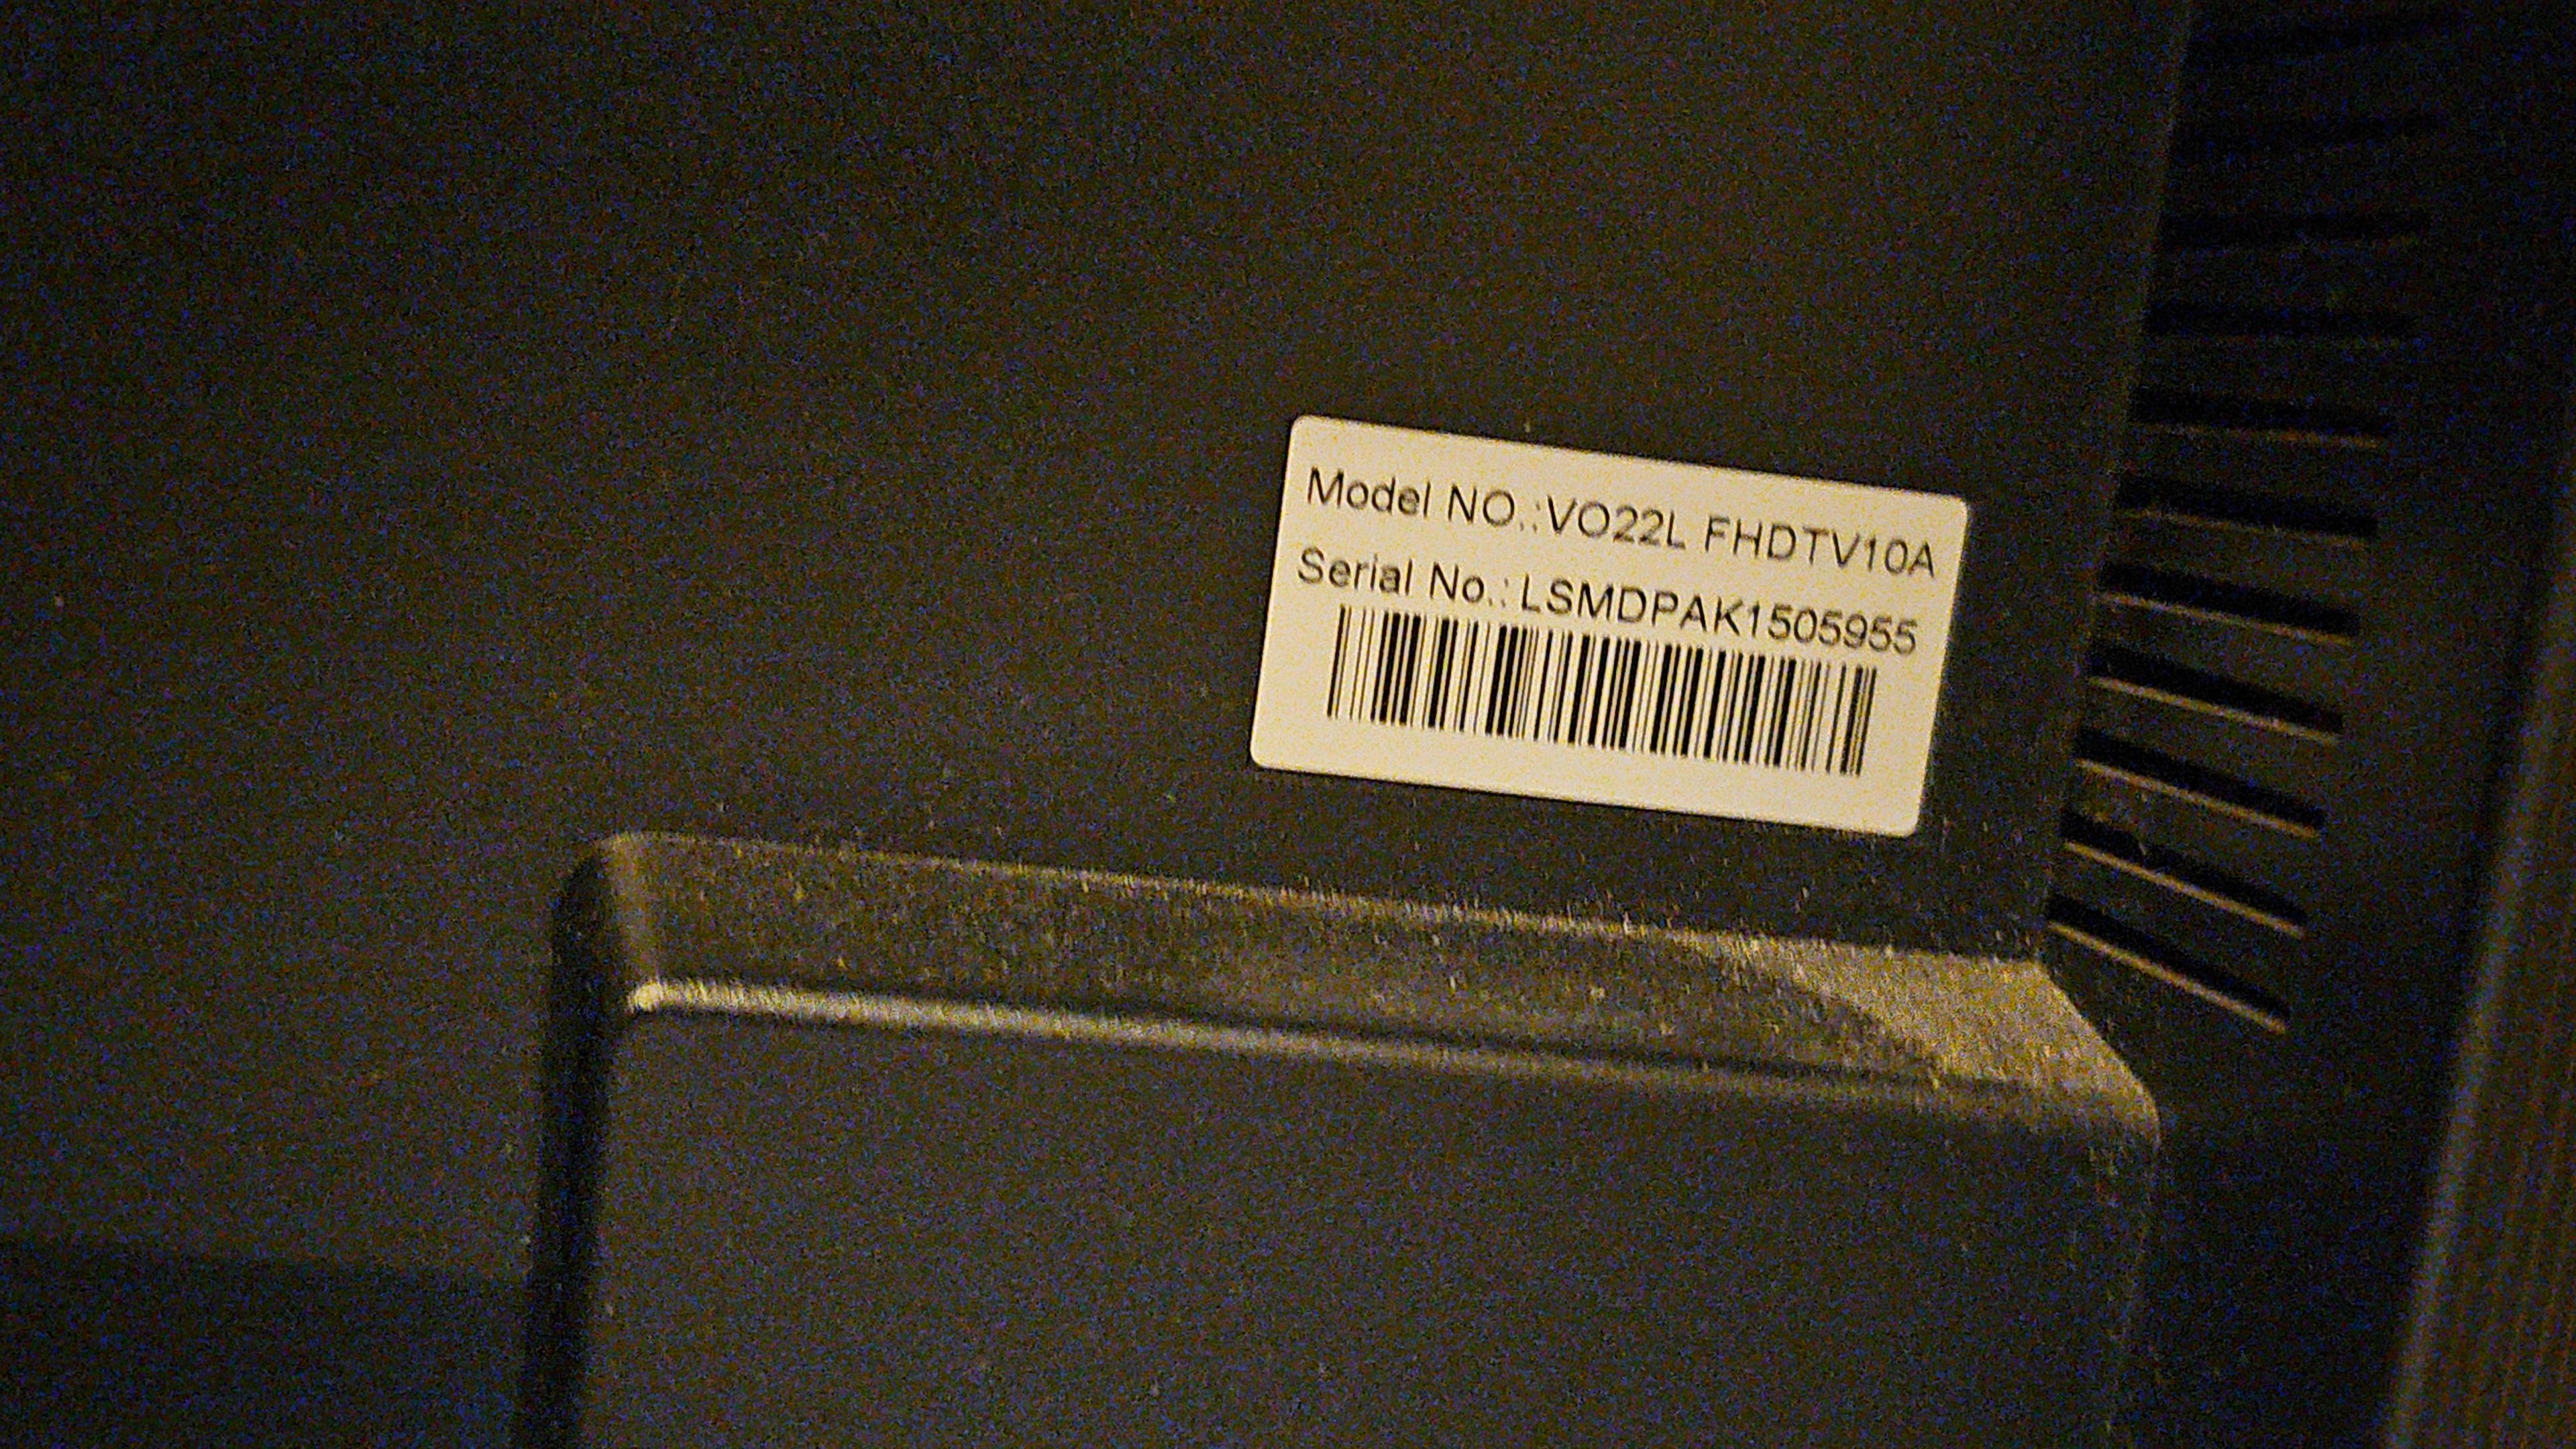 Model NO.:VO22L FHDTV10A
Serial No.: LSMDPAK1505955